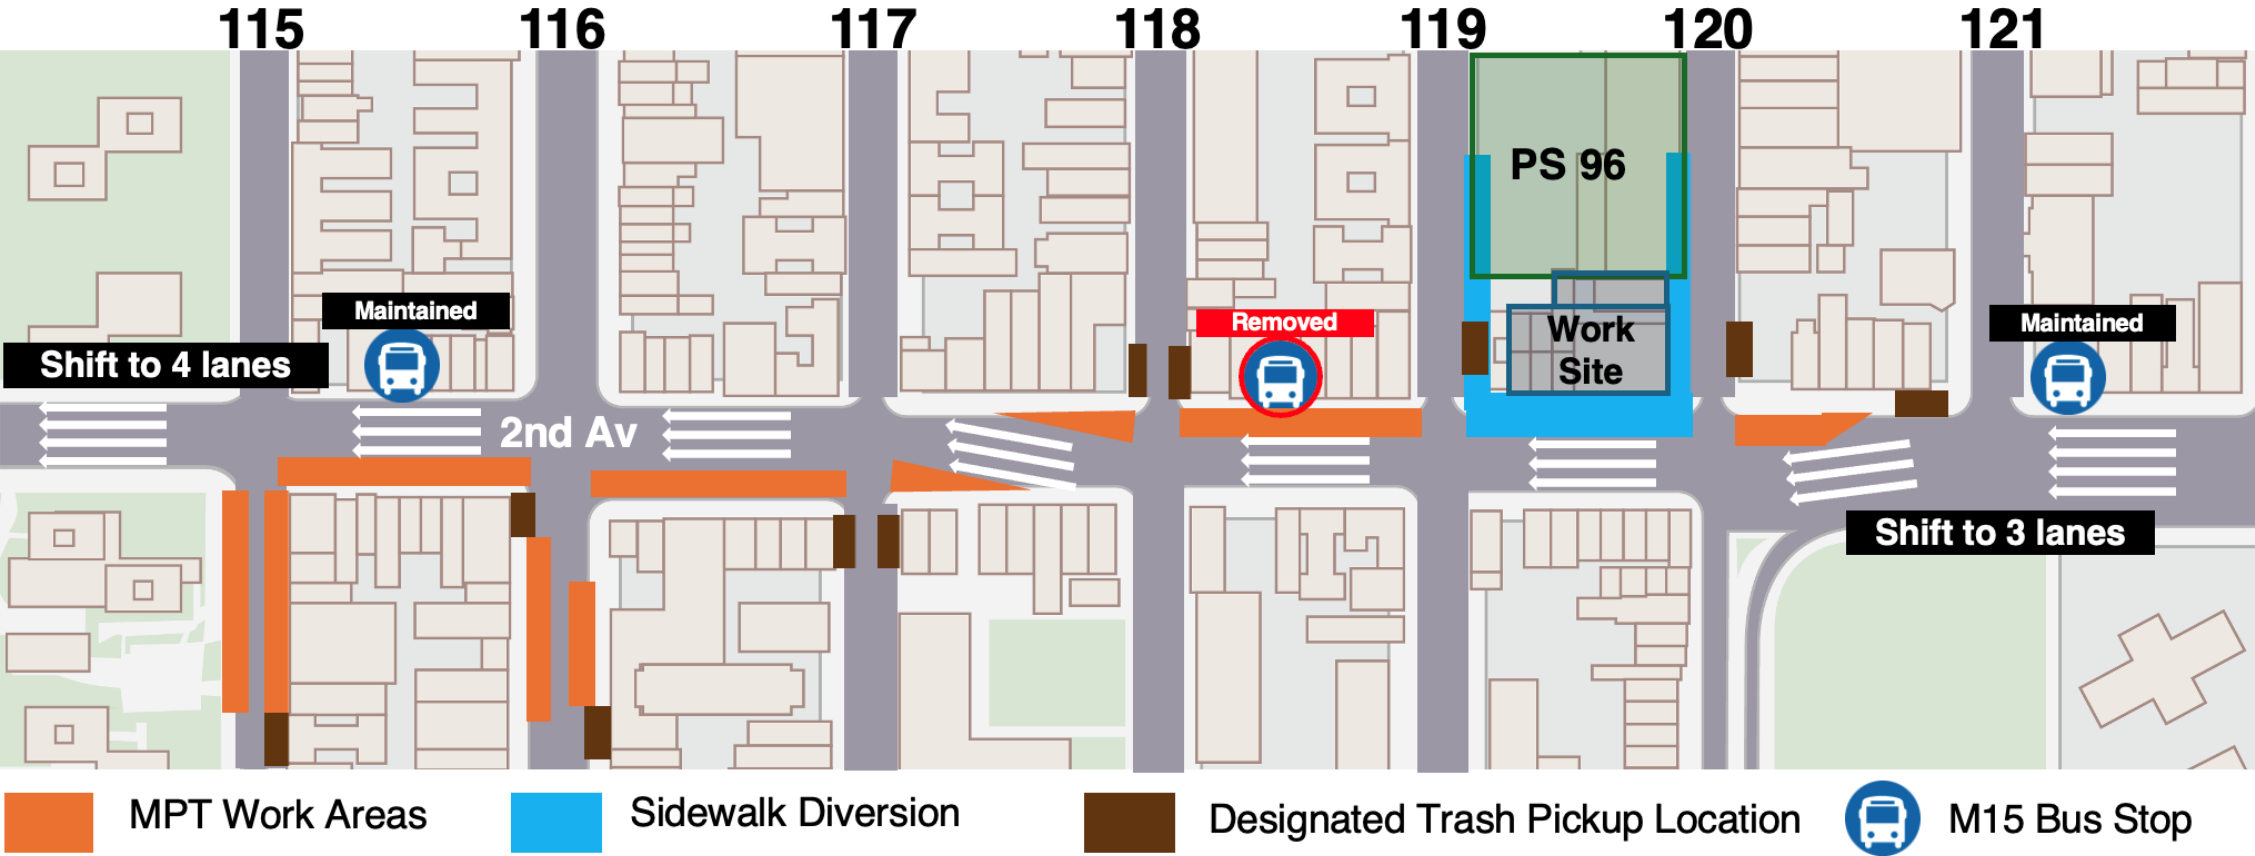 115 116 117 118 119 120 121
PS 96
Maintained
Removed
Maintained
Work
Site
Shift to 4 lanes
2nd Av
Shift to 3 lanes
MPT Work Areas
Sidewalk Diversion
Designated Trash Pickup Location
M15 Bus Stop